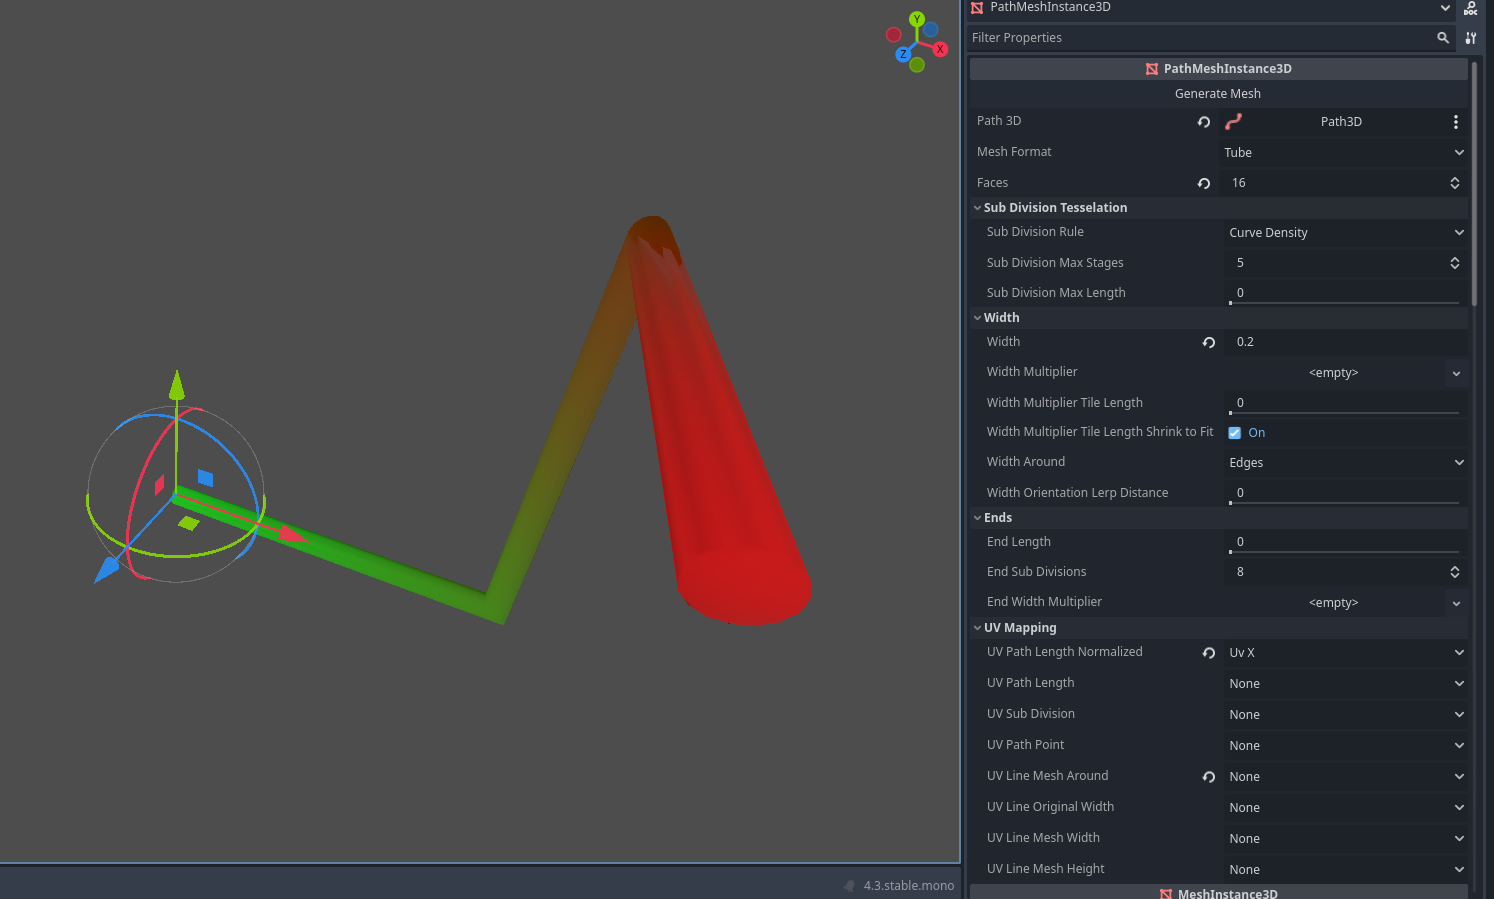 Y
X
Z
4.3.stable.mono
PathMeshInstance3D
DOC
Filter Properties
PathMeshInstance3D
Generate Mesh
Path 3D Path3D
Mesh Format Tube
Faces 16
Sub Division Tesselation
Sub Division Rule Curve Density
Sub Division Max Stages 5
Sub Division Max Length 0
Width
Width 0.2
Width Multiplier <empty>
Width Multiplier Tile Length 0
Width Multiplier Tile Length Shrink to Fit On
Width Around Edges
Width Orientation Lerp Distance 0
Ends
End Length 0
End Sub Divisions 8
End Width Multiplier <empty>
UV Mapping
UV Path Length Normalized Uv X
UV Path Length None
UV Sub Division None
UV Path Point None
UV Line Mesh Around None
UV Line Original Width None
UV Line Mesh Width None
UV Line Mesh Height None
MeshInstance3D